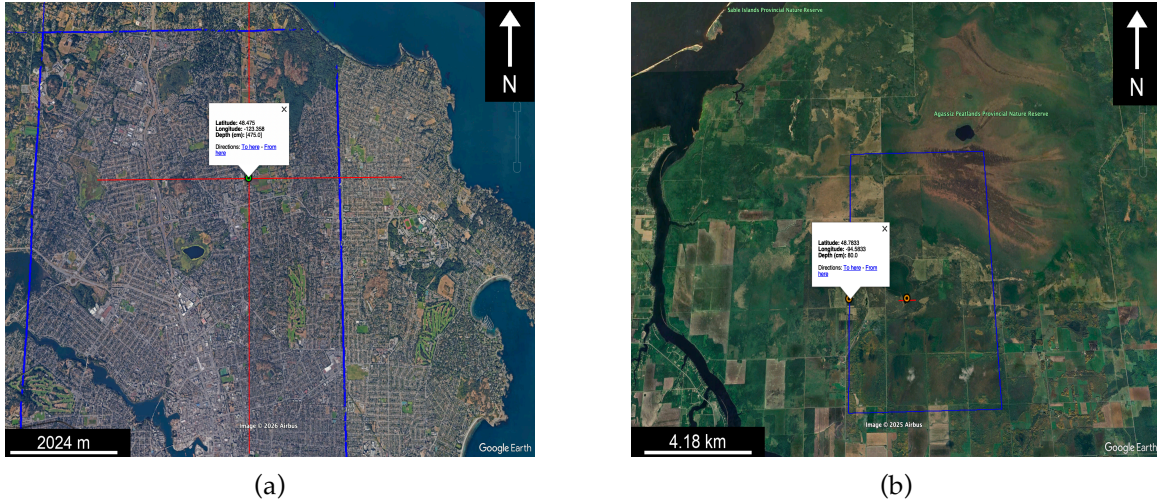 N
Latitude: 48.475
Longitude: -123.358
Depth (cm): [475.0]
Directions: To here - From
here
Image © 2026 Airbus
2024 m
Google Earth
(a)
Sable Islands Provincial Nature Reserve
N
Agassiz Peatlands Provincial Nature Reserve
Latitude: 48.7833
Longitude: -94.5833
Depth (cm): 80.0
Directions: To here - From
here
Image © 2025 Airbus
4.18 km
Google Earth
(b)